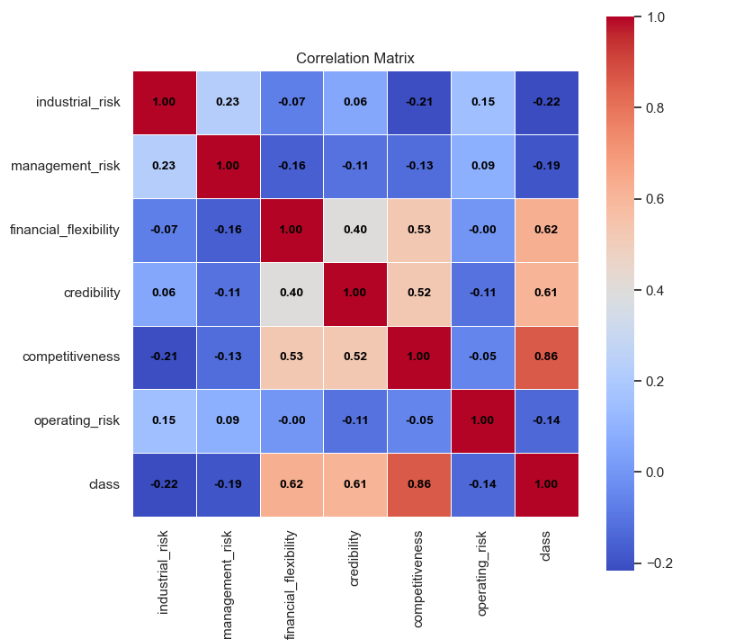 Correlation Matrix
industrial_risk 1.00 0.23 -0.07 0.06 -0.21 0.15 -0.22
management_risk 0.23 1.00 -0.16 -0.11 -0.13 0.09 -0.19
financial_flexibility -0.07 -0.16 1.00 0.40 0.53 -0.00 0.62
credibility 0.06 -0.11 0.40 1.00 0.52 -0.11 0.61
competitiveness -0.21 -0.13 0.53 0.52 1.00 -0.05 0.86
operating_risk 0.15 0.09 -0.00 -0.11 -0.05 1.00 -0.14
class -0.22 -0.19 0.62 0.61 0.86 -0.14 1.00
industrial_risk
management_risk
financial_flexibility
credibility
competitiveness
operating_risk
class
1.0
0.8
0.6
0.4
0.2
0.0
−0.2